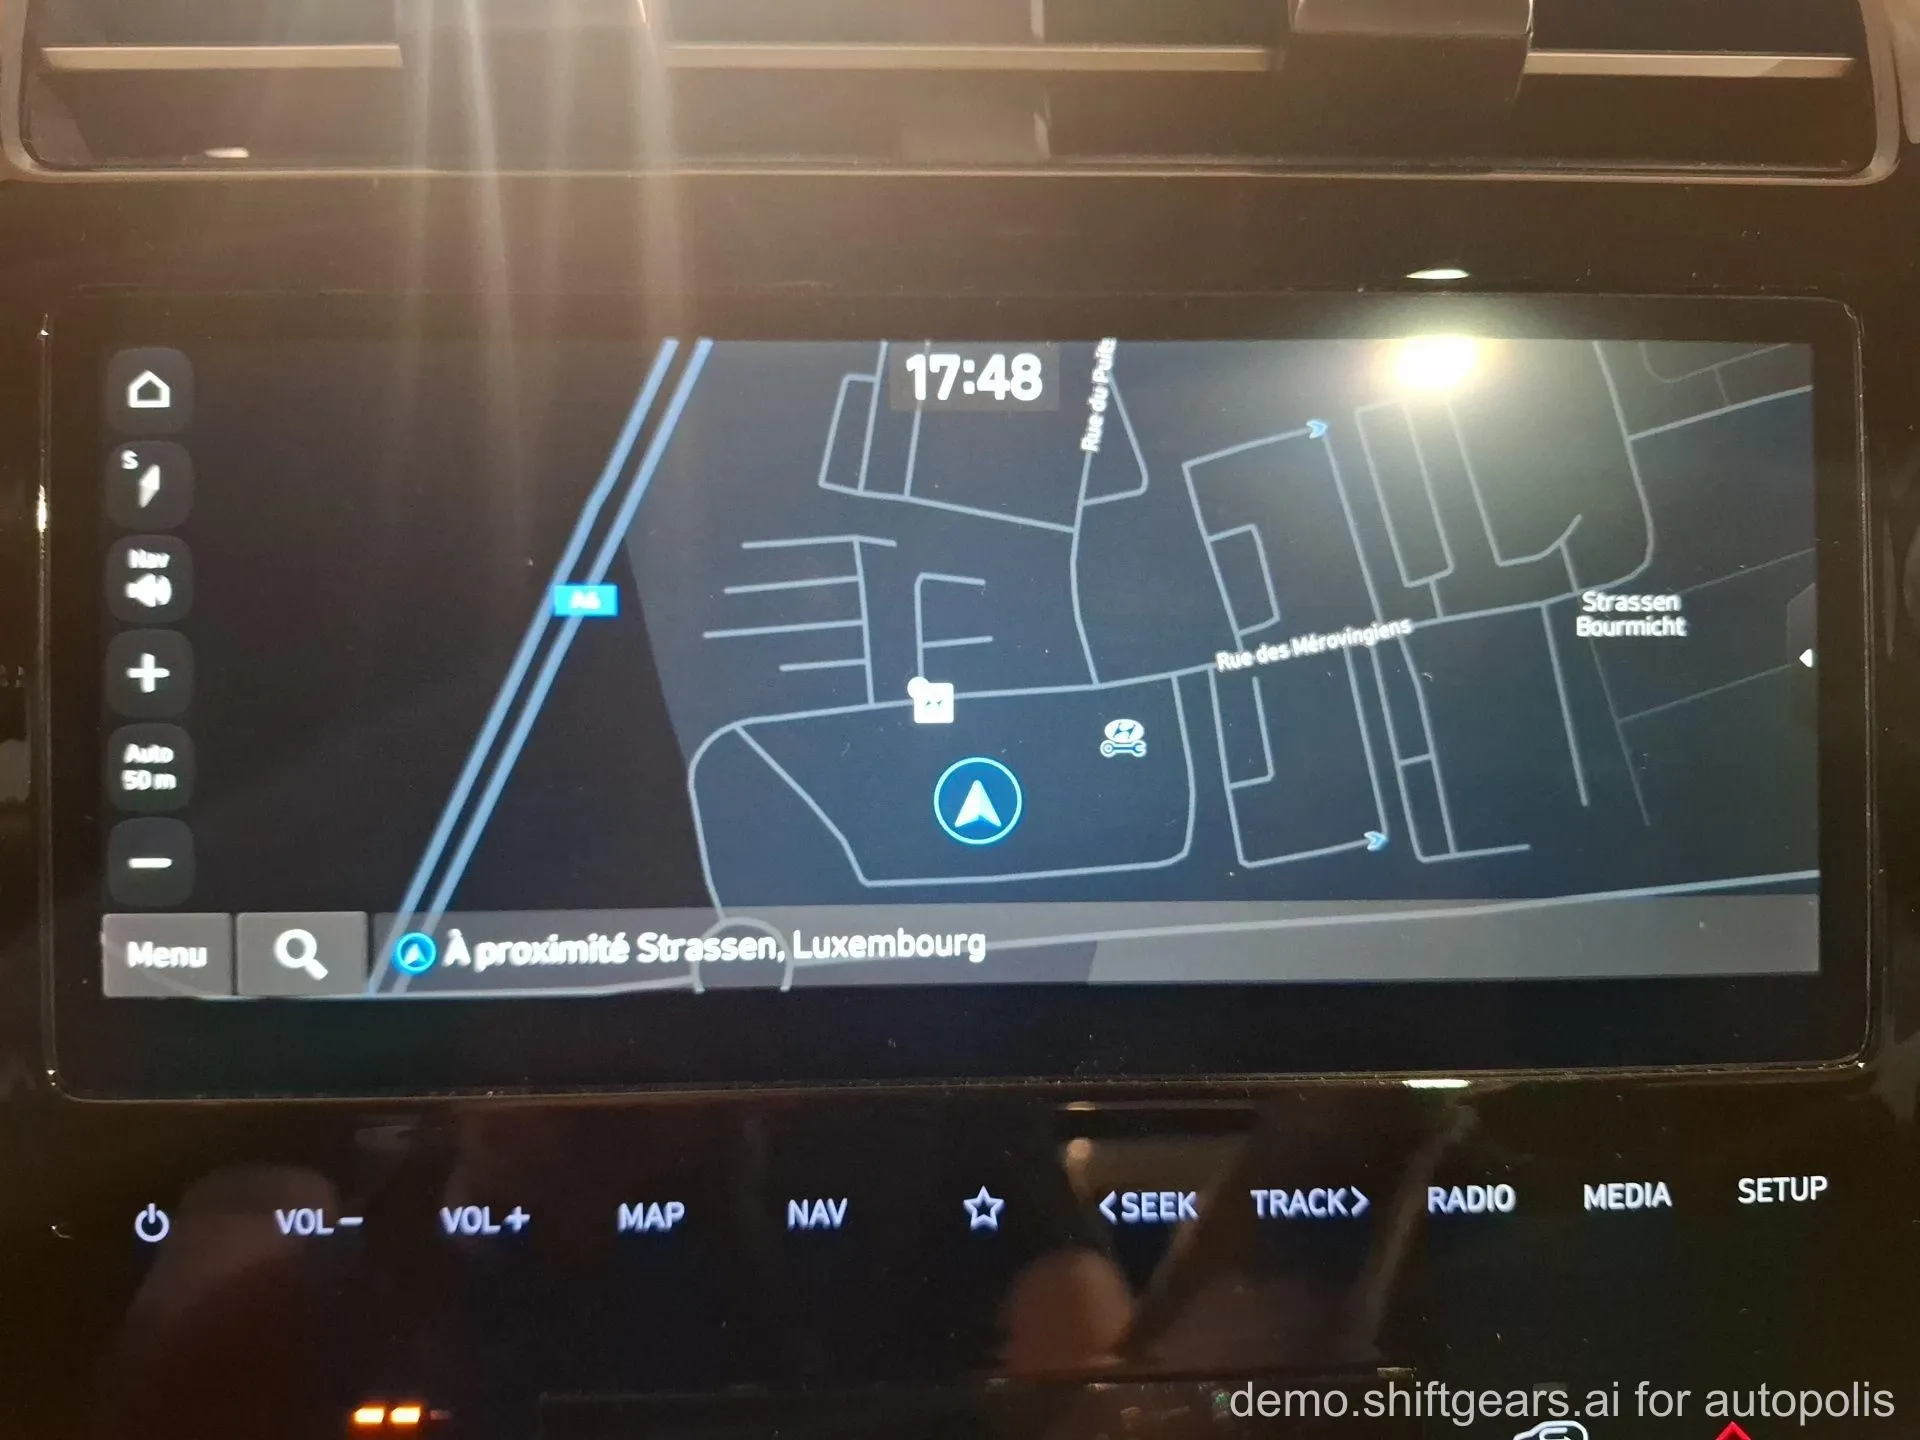 17:48
Rue du Puits
S
Nav
A6
Rue des Mérovingiens
Strassen
Bourmicht
Auto
50 m
Menu
À proximité Strassen, Luxembourg
VOL−
VOL+
MAP
NAV
<SEEK
TRACK>
RADIO
MEDIA
SETUP
demo.shiftgears.ai for autopolis